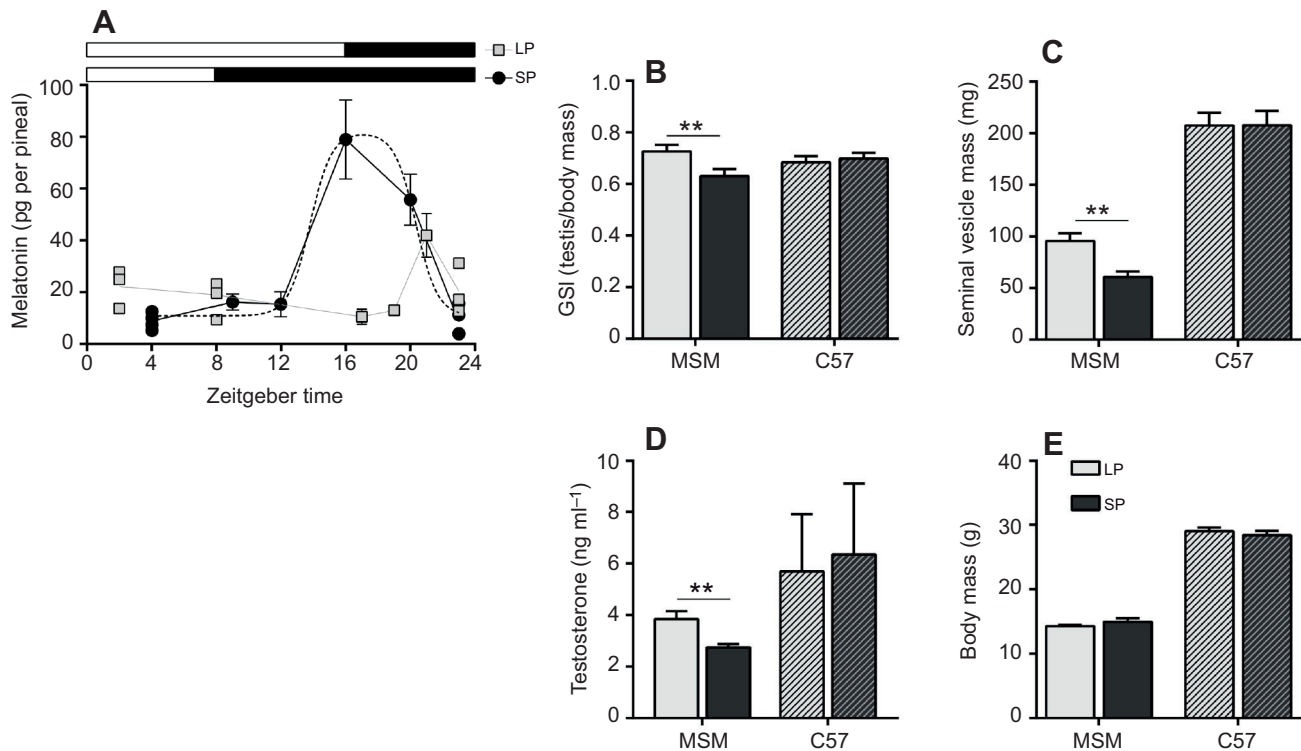 A
LP
SP
Melatonin (pg per pineal)
100
80
60
40
20
0
0 4 8 12 16 20 24
Zeitgeber time
B
GSI (testis/body mass)
1.0
0.8
0.6
0.4
0.2
0
**
MSM C57
C
Seminal vesicle mass (mg)
250
200
150
100
50
0
**
MSM C57
D
Testosterone (ng ml–1)
10
8
6
4
2
0
**
MSM C57
E
LP
SP
Body mass (g)
40
30
20
10
0
MSM C57